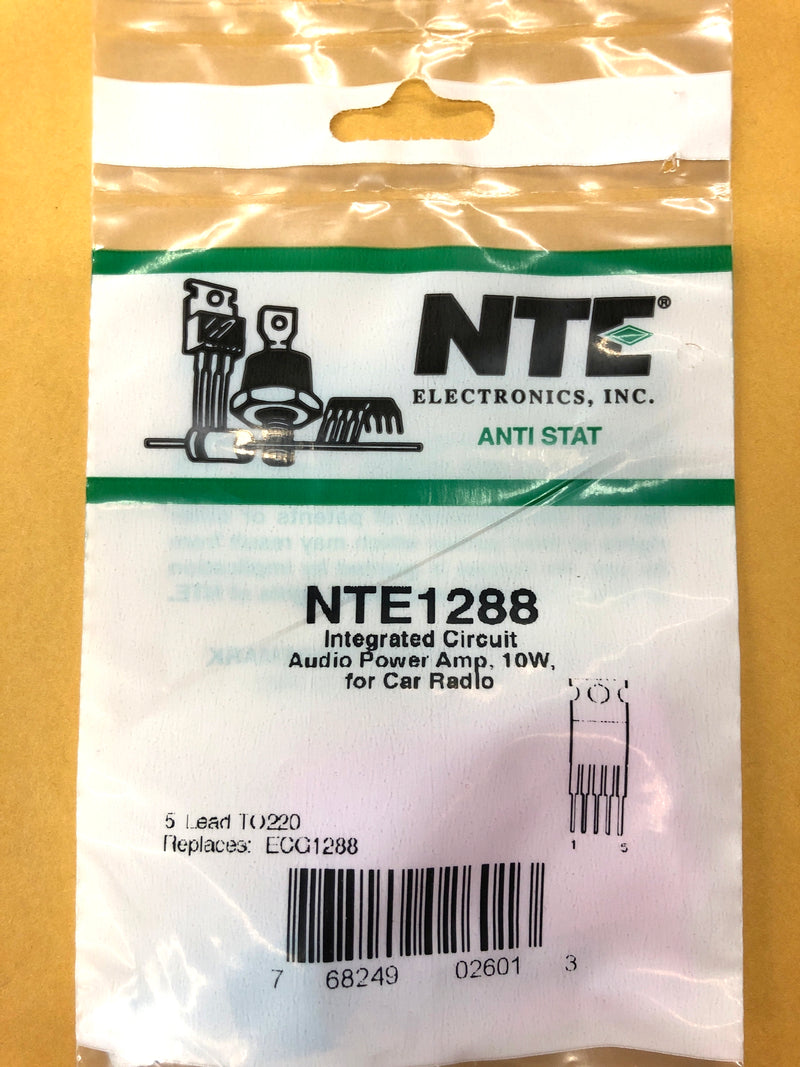 NTE®
ELECTRONICS, INC.
ANTI STAT
NTE1288
Integrated Circuit
Audio Power Amp, 10W,
for Car Radio
1 5
5 Lead TO220
Replaces: ECG1288
7 68249 02601 3